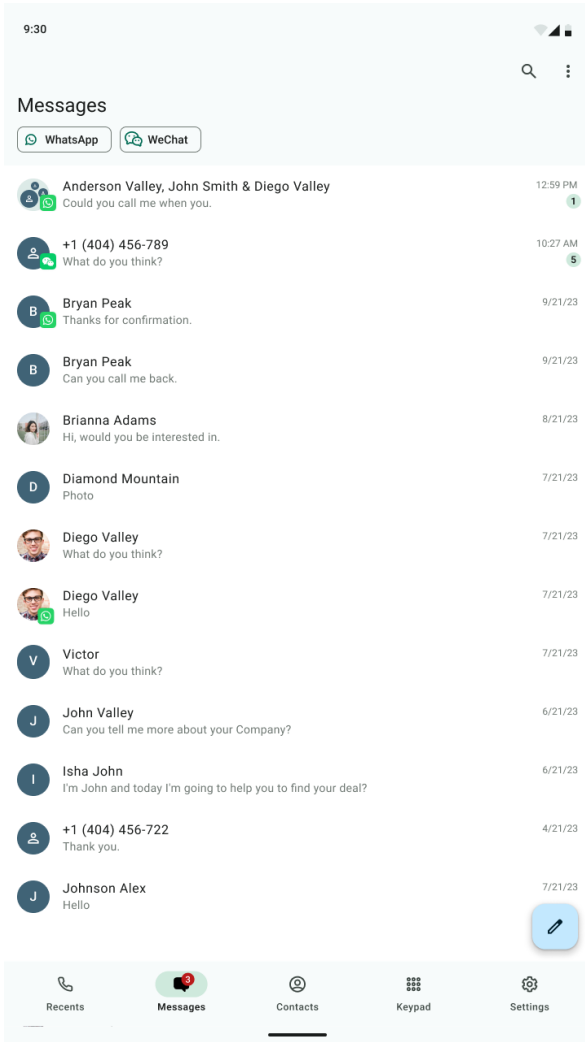 9:30
Messages
WhatsApp
WeChat
Anderson Valley, John Smith & Diego Valley
12:59 PM
Could you call me when you.
1
+1 (404) 456-789
10:27 AM
What do you think?
5
B
Bryan Peak
9/21/23
Thanks for confirmation.
B
Bryan Peak
9/21/23
Can you call me back.
Brianna Adams
8/21/23
Hi, would you be interested in.
D
Diamond Mountain
7/21/23
Photo
Diego Valley
7/21/23
What do you think?
Diego Valley
7/21/23
Hello
V
Victor
7/21/23
What do you think?
J
John Valley
6/21/23
Can you tell me more about your Company?
I
Isha John
6/21/23
I'm John and today I'm going to help you to find your deal?
+1 (404) 456-722
4/21/23
Thank you.
J
Johnson Alex
7/21/23
Hello
3
Recents
Messages
Contacts
Keypad
Settings